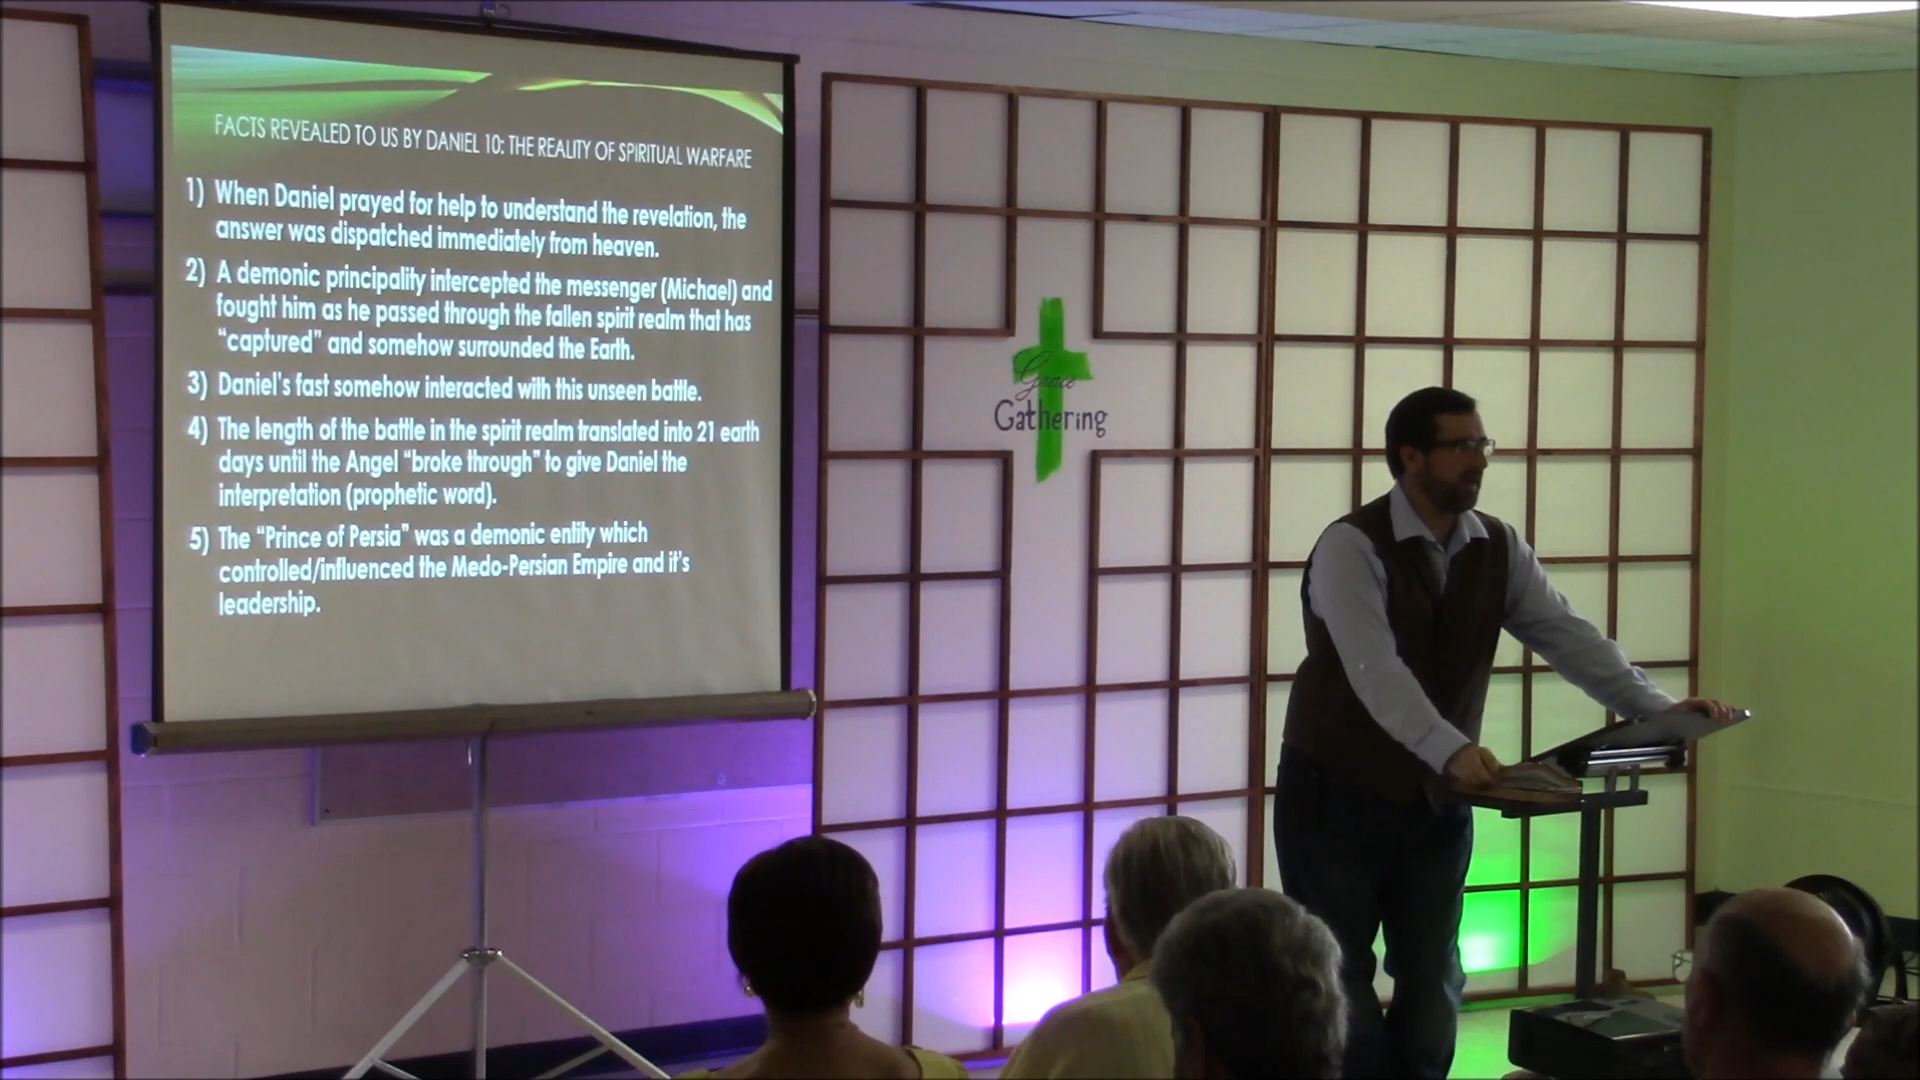 FACTS REVEALED TO US BY DANIEL 10: THE REALITY OF SPIRITUAL WARFARE
1) When Daniel prayed for help to understand the revelation, the
answer was dispatched immediately from heaven.
2) A demonic principality intercepted the messenger (Michael) and
fought him as he passed through the fallen spirit realm that has
“captured” and somehow surrounded the Earth.
3) Daniel's fast somehow interacted with this unseen battle.
4) The length of the battle in the spirit realm translated into 21 earth
days until the Angel “broke through” to give Daniel the
interpretation (prophetic word).
5) The “Prince of Persia” was a demonic entity which
controlled/influenced the Medo-Persian Empire and it's
leadership.
Grace
Gathering